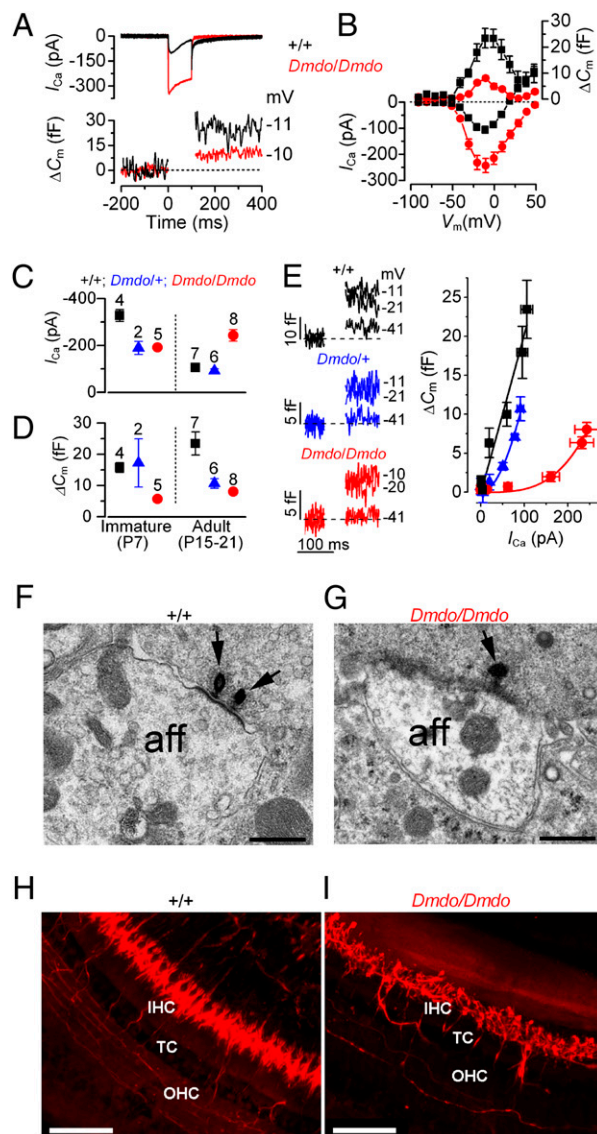 A
0
-100
-200
-300
I_Ca (pA)
+/+
Dmdo/Dmdo
mV
-11
-10
30
15
0
ΔC_m (fF)
-200 0 200 400
Time (ms)
B
30
20
10
0
ΔC_m (fF)
0
-100
-200
-300
I_Ca (pA)
-100 -50 0 50
V_m(mV)
C
+/+; Dmdo/+; Dmdo/Dmdo
-400
-200
0
I_Ca (pA)
4
2 5
7 6
8
D
30
20
10
0
ΔC_m (fF)
4 2
5
7
6 8
Immature
(P7)
Adult
(P15-21)
E
+/+
mV
-11
-21
-41
10 fF
Dmdo/+
-11
-21
-41
5 fF
Dmdo/Dmdo
-10
-20
-41
5 fF
100 ms
25
20
15
10
5
0
ΔC_m (fF)
0 100 200
I_Ca (pA)
F
+/+
aff
G
Dmdo/Dmdo
aff
H
+/+
IHC
TC
OHC
I
Dmdo/Dmdo
IHC
TC
OHC